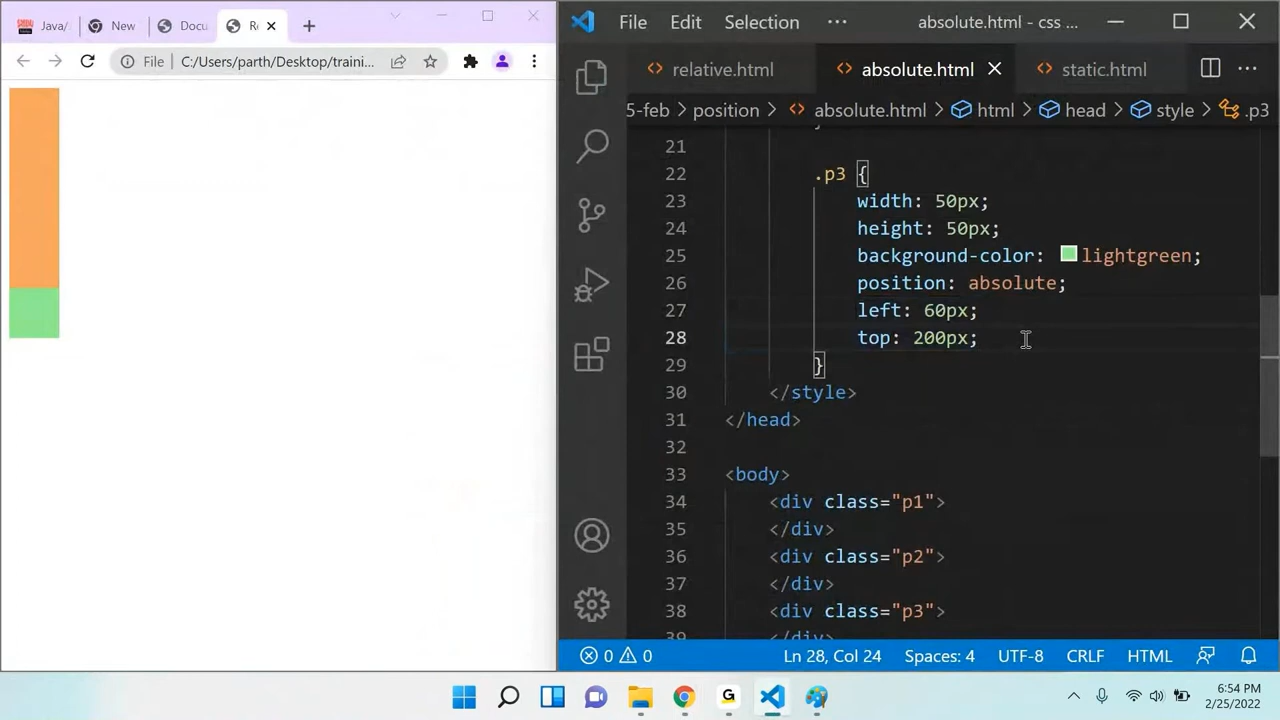 Java/
New
Docu
Re
File
C:/Users/parth/Desktop/traini...
File Edit Selection ··· absolute.html - css ...
relative.html
absolute.html
static.html
5-feb > position > absolute.html > html > head > style > .p3
21 }
22 .p3 {
23 width: 50px;
24 height: 50px;
25 background-color: lightgreen;
26 position: absolute;
27 left: 60px;
28 top: 200px;
29 }
30 </style>
31 </head>
32
33 <body>
34 <div class="p1">
35 </div>
36 <div class="p2">
37 </div>
38 <div class="p3">
39 </div>
0 0 Ln 28, Col 24 Spaces: 4 UTF-8 CRLF HTML
G
6:54 PM
2/25/2022